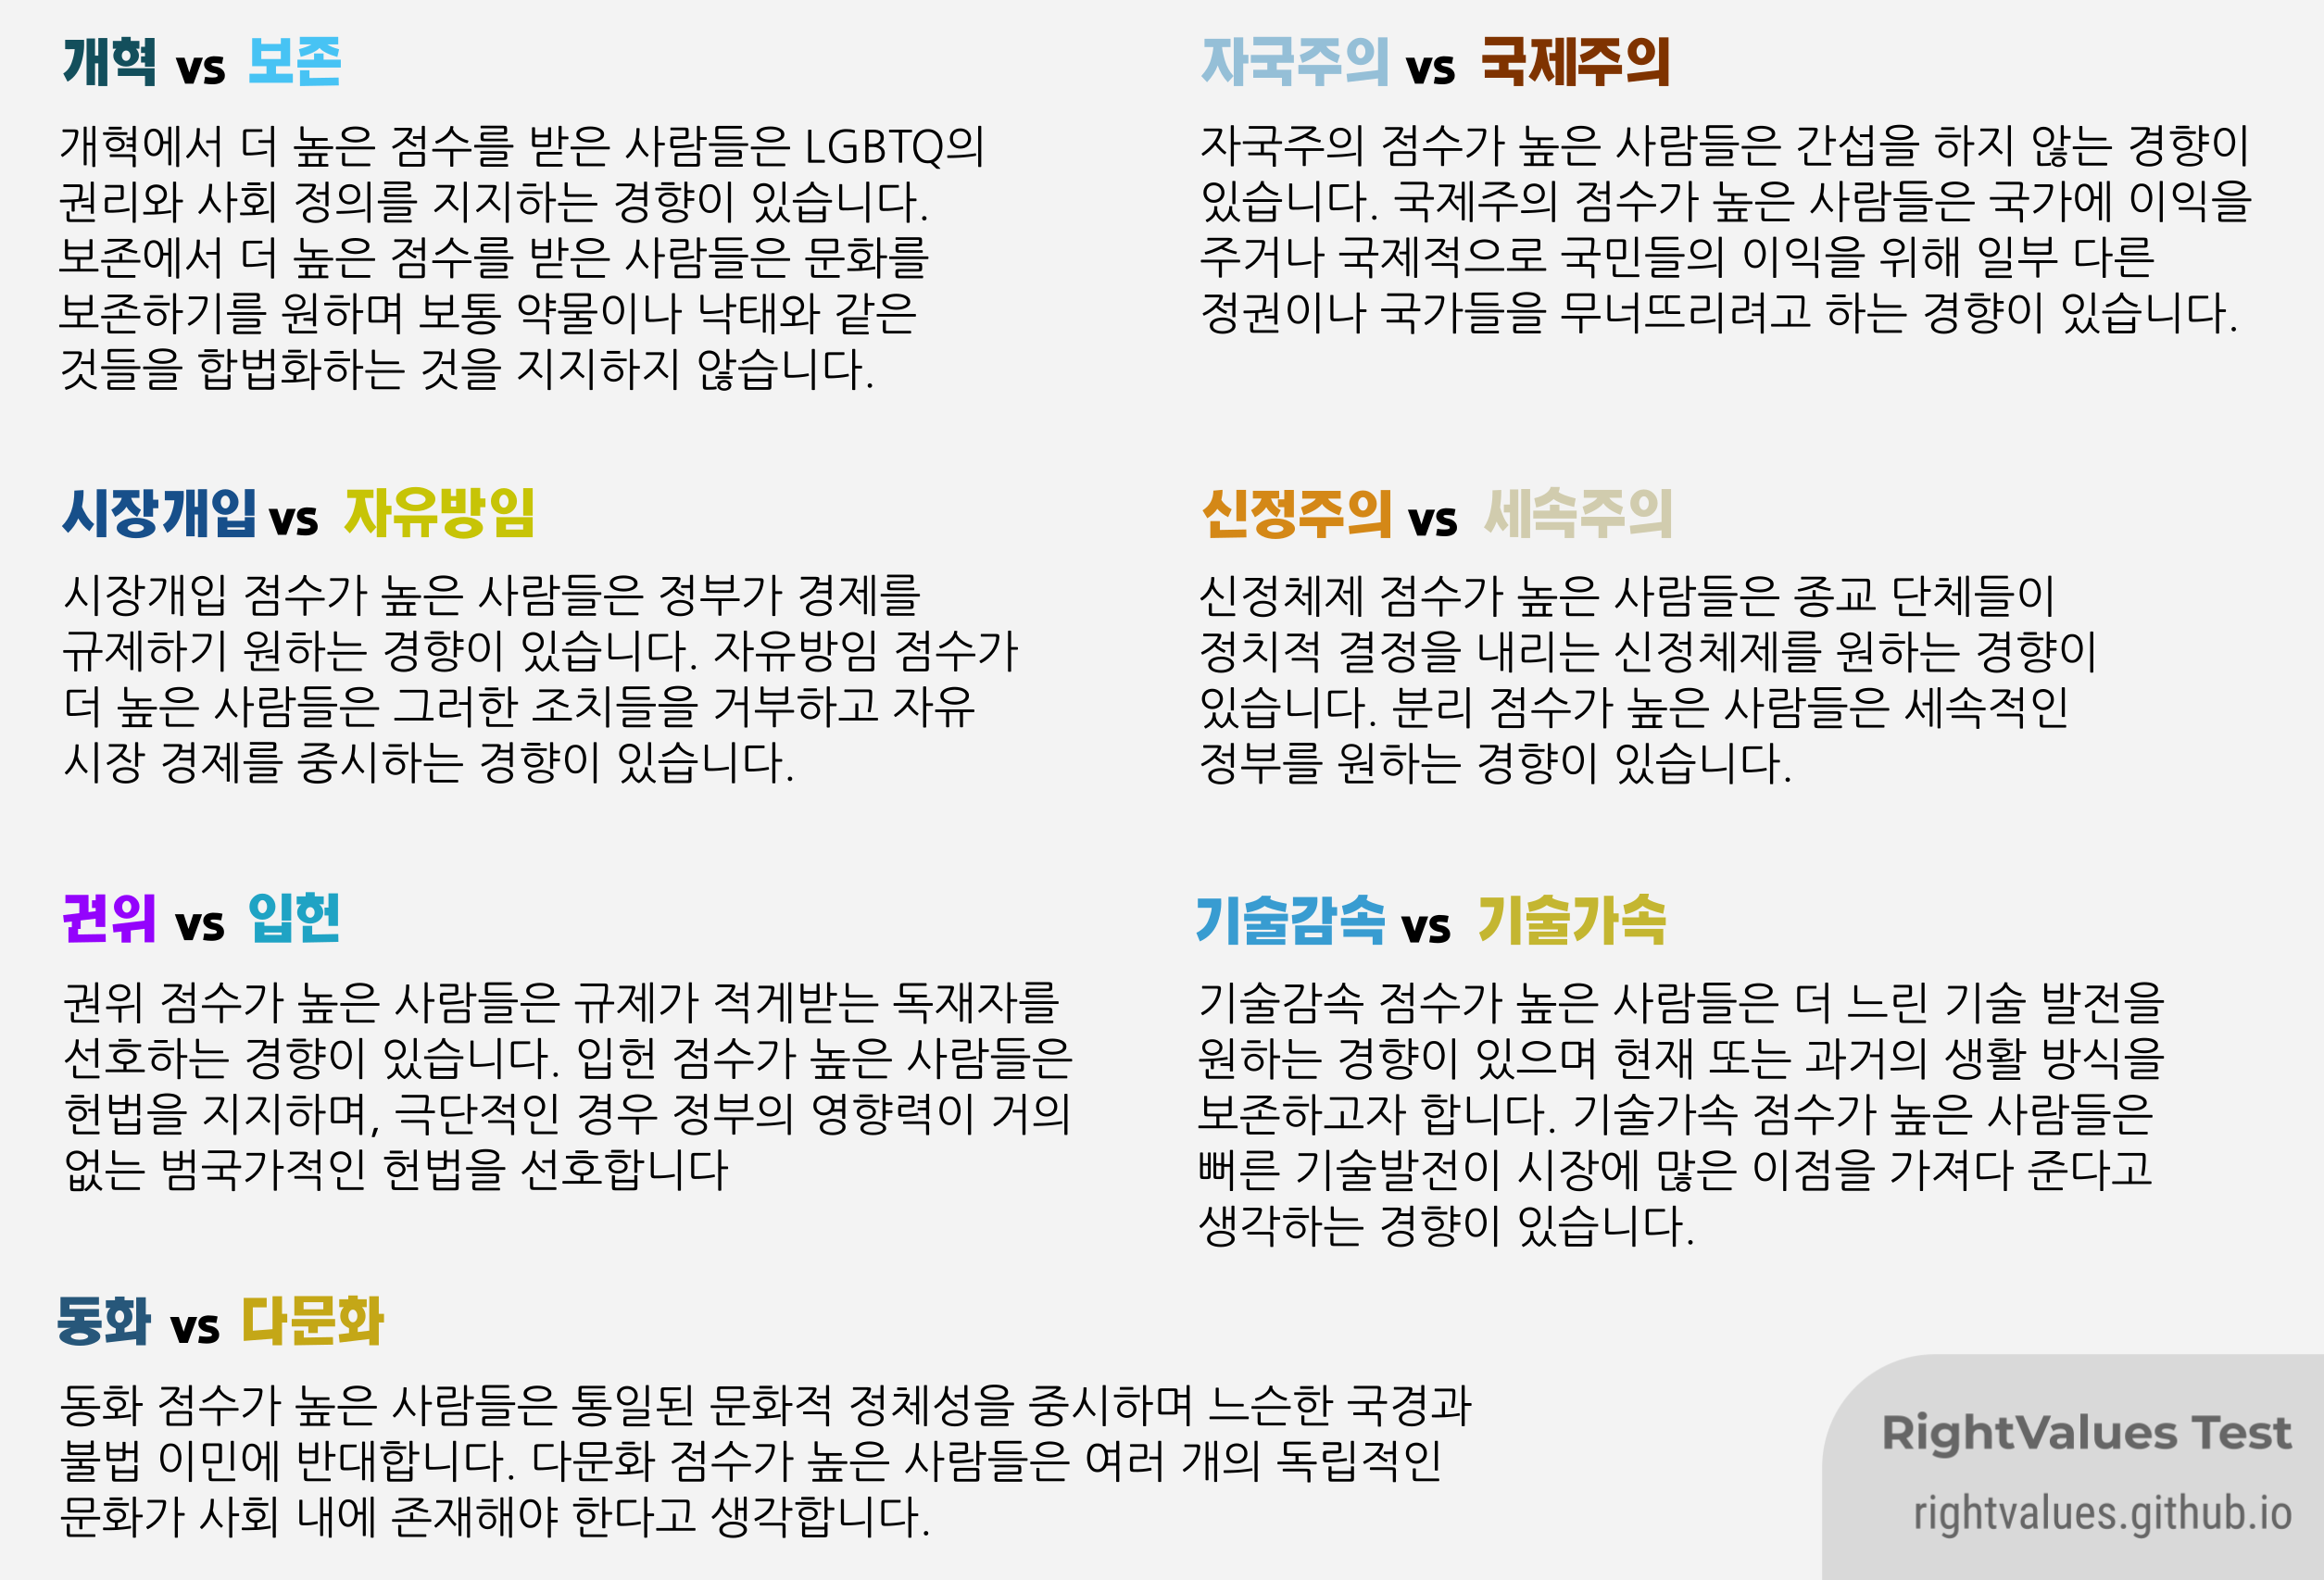 개혁 vs 보존
개혁에서 더 높은 점수를 받은 사람들은 LGBTQ의
권리와 사회 정의를 지지하는 경향이 있습니다.
보존에서 더 높은 점수를 받은 사람들은 문화를
보존하기를 원하며 보통 약물이나 낙태와 같은
것들을 합법화하는 것을 지지하지 않습니다.
시장개입 vs 자유방임
시장개입 점수가 높은 사람들은 정부가 경제를
규제하기 원하는 경향이 있습니다. 자유방임 점수가
더 높은 사람들은 그러한 조치들을 거부하고 자유
시장 경제를 중시하는 경향이 있습니다.
권위 vs 입헌
권위 점수가 높은 사람들은 규제가 적게받는 독재자를
선호하는 경향이 있습니다. 입헌 점수가 높은 사람들은
헌법을 지지하며, 극단적인 경우 정부의 영향력이 거의
없는 범국가적인 헌법을 선호합니다
동화 vs 다문화
동화 점수가 높은 사람들은 통일된 문화적 정체성을 중시하며 느슨한 국경과
불법 이민에 반대합니다. 다문화 점수가 높은 사람들은 여러 개의 독립적인
문화가 사회 내에 존재해야 한다고 생각합니다.
자국주의 vs 국제주의
자국주의 점수가 높은 사람들은 간섭을 하지 않는 경향이
있습니다. 국제주의 점수가 높은 사람들은 국가에 이익을
주거나 국제적으로 국민들의 이익을 위해 일부 다른
정권이나 국가들을 무너뜨리려고 하는 경향이 있습니다.
신정주의 vs 세속주의
신정체제 점수가 높은 사람들은 종교 단체들이
정치적 결정을 내리는 신정체제를 원하는 경향이
있습니다. 분리 점수가 높은 사람들은 세속적인
정부를 원하는 경향이 있습니다.
기술감속 vs 기술가속
기술감속 점수가 높은 사람들은 더 느린 기술 발전을
원하는 경향이 있으며 현재 또는 과거의 생활 방식을
보존하고자 합니다. 기술가속 점수가 높은 사람들은
빠른 기술발전이 시장에 많은 이점을 가져다 준다고
생각하는 경향이 있습니다.
RightValues Test
rightvalues.github.io